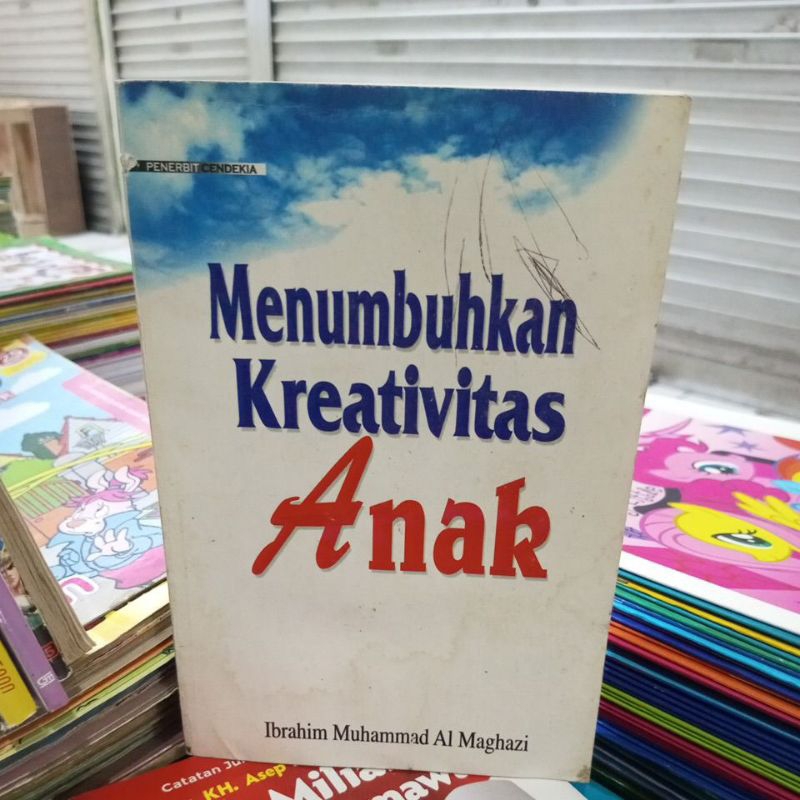 PENERBIT CENDEKIA
Menumbuhkan
Kreativitas
Anak
Ibrahim Muhammad Al Maghazi
Catatan
KH. Asep